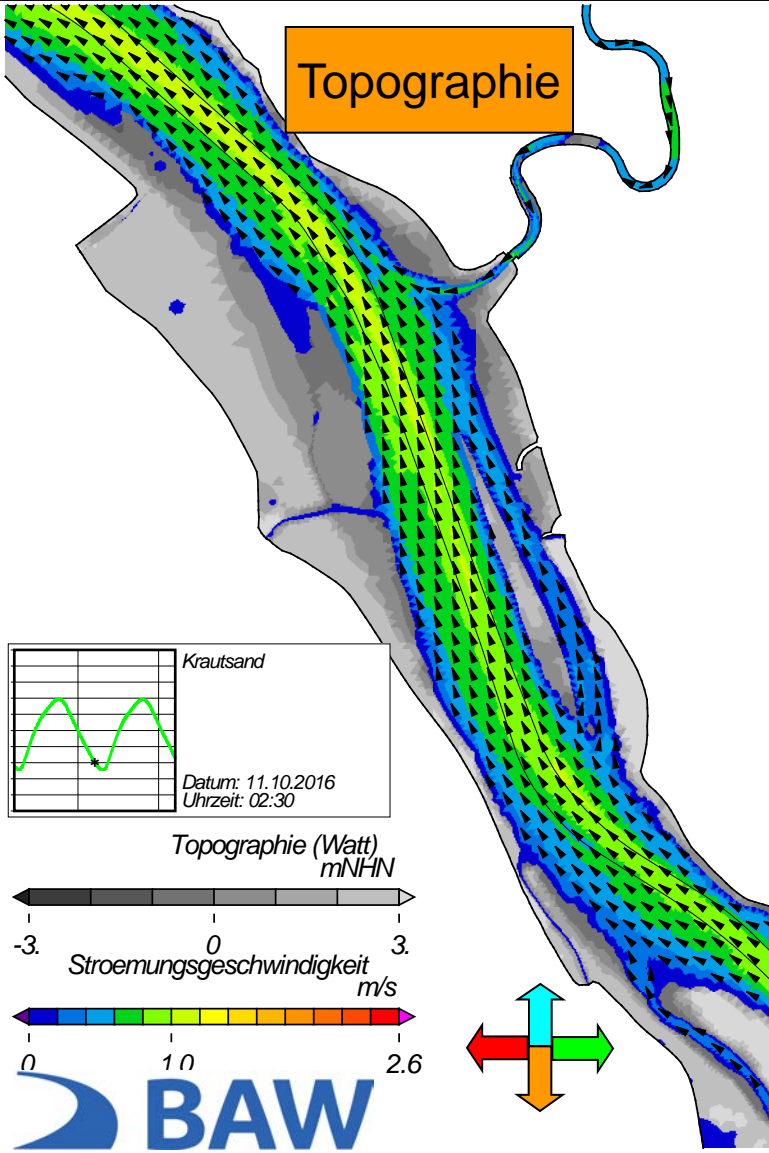 Topographie
Krautsand
Datum: 11.10.2016
Uhrzeit: 02:30
Topographie (Watt)
mNHN
-3. 0 3.
Stroemungsgeschwindigkeit
m/s
0 1.0 2.6
BAW